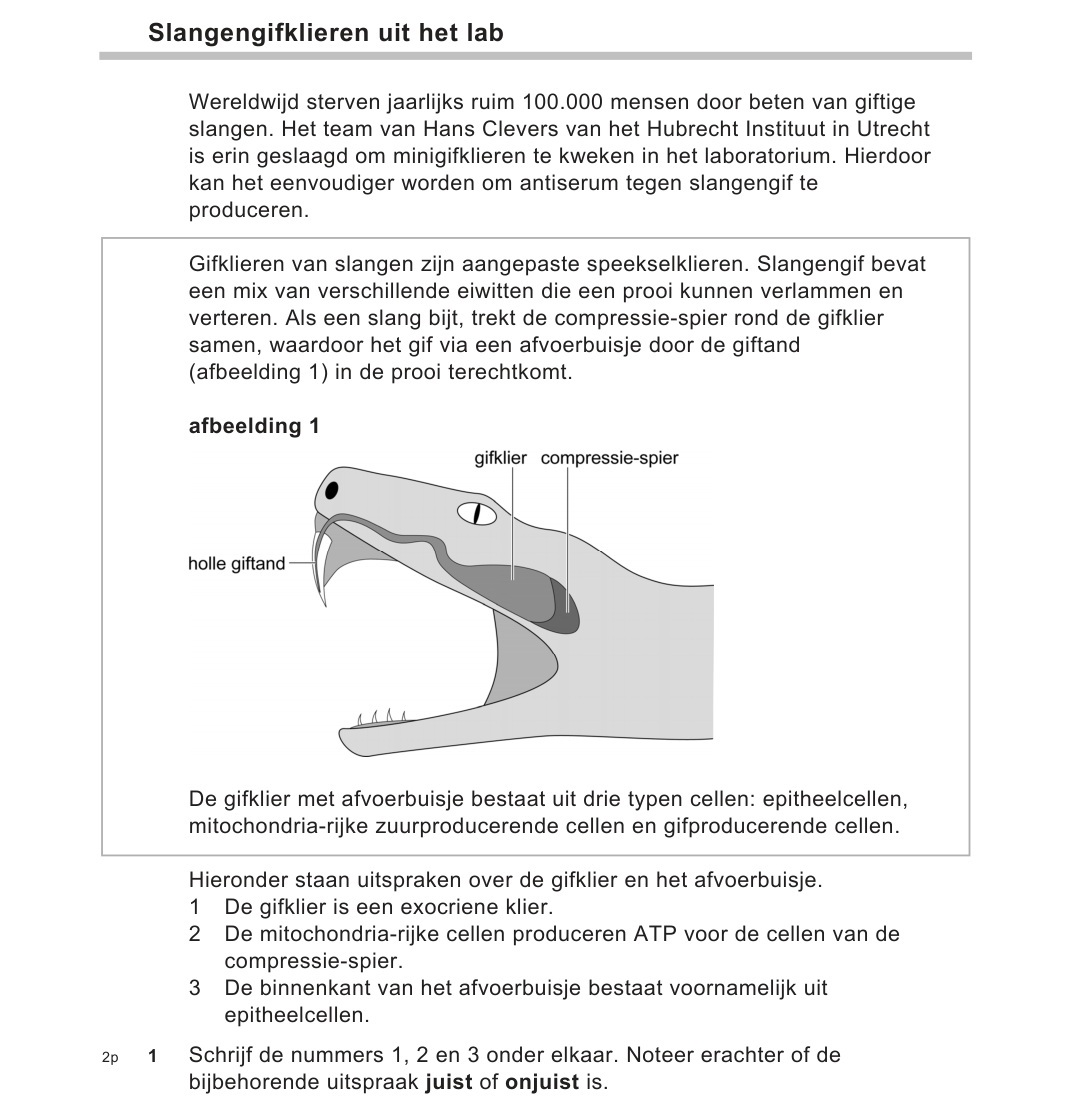 Slangengifklieren uit het lab
Wereldwijd sterven jaarlijks ruim 100.000 mensen door beten van giftige
slangen. Het team van Hans Clevers van het Hubrecht Instituut in Utrecht
is erin geslaagd om minigifklieren te kweken in het laboratorium. Hierdoor
kan het eenvoudiger worden om antiserum tegen slangengif te
produceren.
Gifklieren van slangen zijn aangepaste speekselklieren. Slangengif bevat
een mix van verschillende eiwitten die een prooi kunnen verlammen en
verteren. Als een slang bijt, trekt de compressie-spier rond de gifklier
samen, waardoor het gif via een afvoerbuisje door de giftand
(afbeelding 1) in de prooi terechtkomt.
afbeelding 1
gifklier compressie-spier
holle giftand
De gifklier met afvoerbuisje bestaat uit drie typen cellen: epitheelcellen,
mitochondria-rijke zuurproducerende cellen en gifproducerende cellen.
Hieronder staan uitspraken over de gifklier en het afvoerbuisje.
1 De gifklier is een exocriene klier.
2 De mitochondria-rijke cellen produceren ATP voor de cellen van de
compressie-spier.
3 De binnenkant van het afvoerbuisje bestaat voornamelijk uit
epitheelcellen.
2p 1 Schrijf de nummers 1, 2 en 3 onder elkaar. Noteer erachter of de
bijbehorende uitspraak juist of onjuist is.